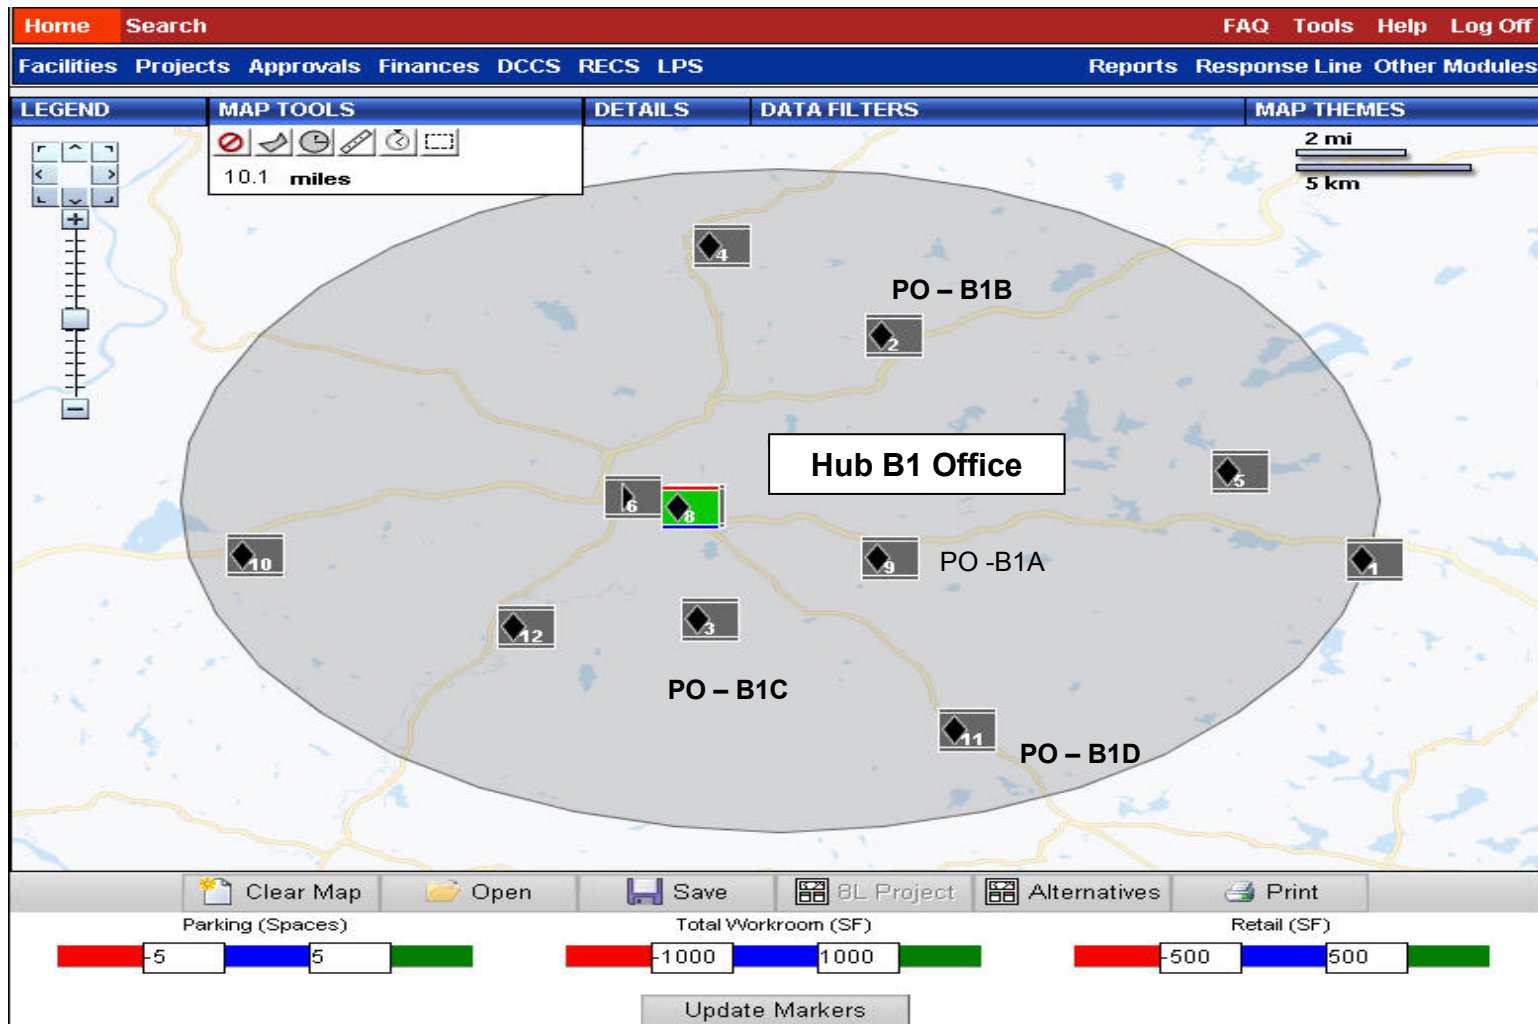 Home Search FAQ Tools Help Log Off
Facilities Projects Approvals Finances DCCS RECS LPS Reports Response Line Other Modules
LEGEND MAP TOOLS DETAILS DATA FILTERS MAP THEMES
10.1 miles
2 mi
5 km
4
PO – B1B
2
Hub B1 Office
5
6
8
10
9
PO -B1A
1
12
3
PO – B1C
11
PO – B1D
Clear Map Open Save 8L Project Alternatives Print
Parking (Spaces) Total Workroom (SF) Retail (SF)
-5 5 -1000 1000 -500 500
Update Markers